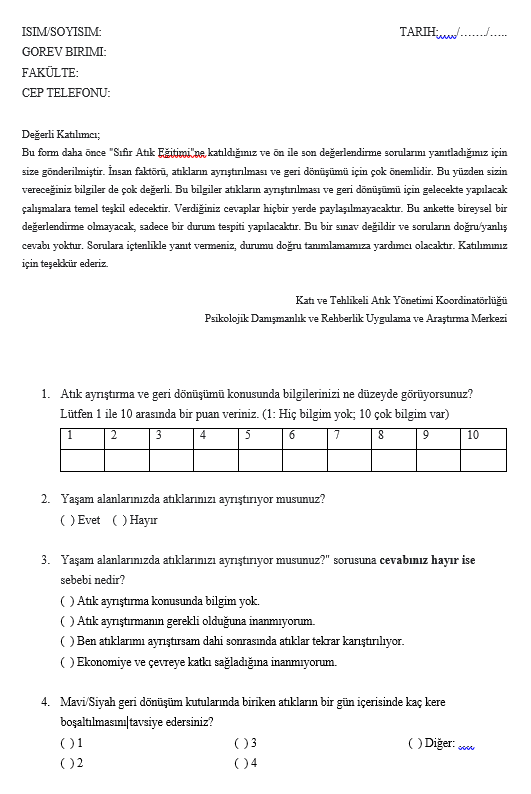 ISIM/SOYISIM: TARIH:..../......./.....
GOREV BIRIMI:
FAKÜLTE:
CEP TELEFONU:
Değerli Katılımcı;
Bu form daha önce "Sıfır Atık Eğitimi"ne katıldığınız ve ön ile son değerlendirme sorularını yanıtladığınız için
size gönderilmiştir. İnsan faktörü, atıkların ayrıştırılması ve geri dönüşümü için çok önemlidir. Bu yüzden sizin
vereceğiniz bilgiler de çok değerli. Bu bilgiler atıkların ayrıştırılması ve geri dönüşümü için gelecekte yapılacak
çalışmalara temel teşkil edecektir. Verdiğiniz cevaplar hiçbir yerde paylaşılmayacaktır. Bu ankette bireysel bir
değerlendirme olmayacak, sadece bir durum tespiti yapılacaktır. Bu bir sınav değildir ve soruların doğru/yanlış
cevabı yoktur. Sorulara içtenlikle yanıt vermeniz, durumu doğru tanımlamamıza yardımcı olacaktır. Katılımınız
için teşekkür ederiz.
Katı ve Tehlikeli Atık Yönetimi Koordinatörlüğü
Psikolojik Danışmanlık ve Rehberlik Uygulama ve Araştırma Merkezi
1. Atık ayrıştırma ve geri dönüşümü konusunda bilgilerinizi ne düzeyde görüyorsunuz?
Lütfen 1 ile 10 arasında bir puan veriniz. (1: Hiç bilgim yok; 10 çok bilgim var)
1 2 3 4 5 6 7 8 9 10
2. Yaşam alanlarınızda atıklarınızı ayrıştırıyor musunuz?
( ) Evet ( ) Hayır
3. Yaşam alanlarınızda atıklarınızı ayrıştırıyor musunuz?" sorusuna cevabınız hayır ise
sebebi nedir?
( ) Atık ayrıştırma konusunda bilgim yok.
( ) Atık ayrıştırmanın gerekli olduğuna inanmıyorum.
( ) Ben atıklarımı ayrıştırsam dahi sonrasında atıklar tekrar karıştırılıyor.
( ) Ekonomiye ve çevreye katkı sağladığına inanmıyorum.
4. Mavi/Siyah geri dönüşüm kutularında biriken atıkların bir gün içerisinde kaç kere
boşaltılmasını tavsiye edersiniz?
( ) 1 ( ) 3 ( ) Diğer: ....
( ) 2 ( ) 4